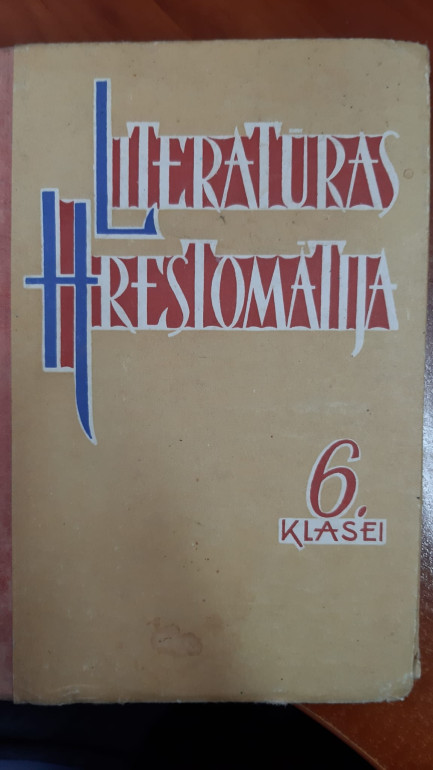 LITERATŪRAS
HRESTOMĀTIJA
6.
KLASEI